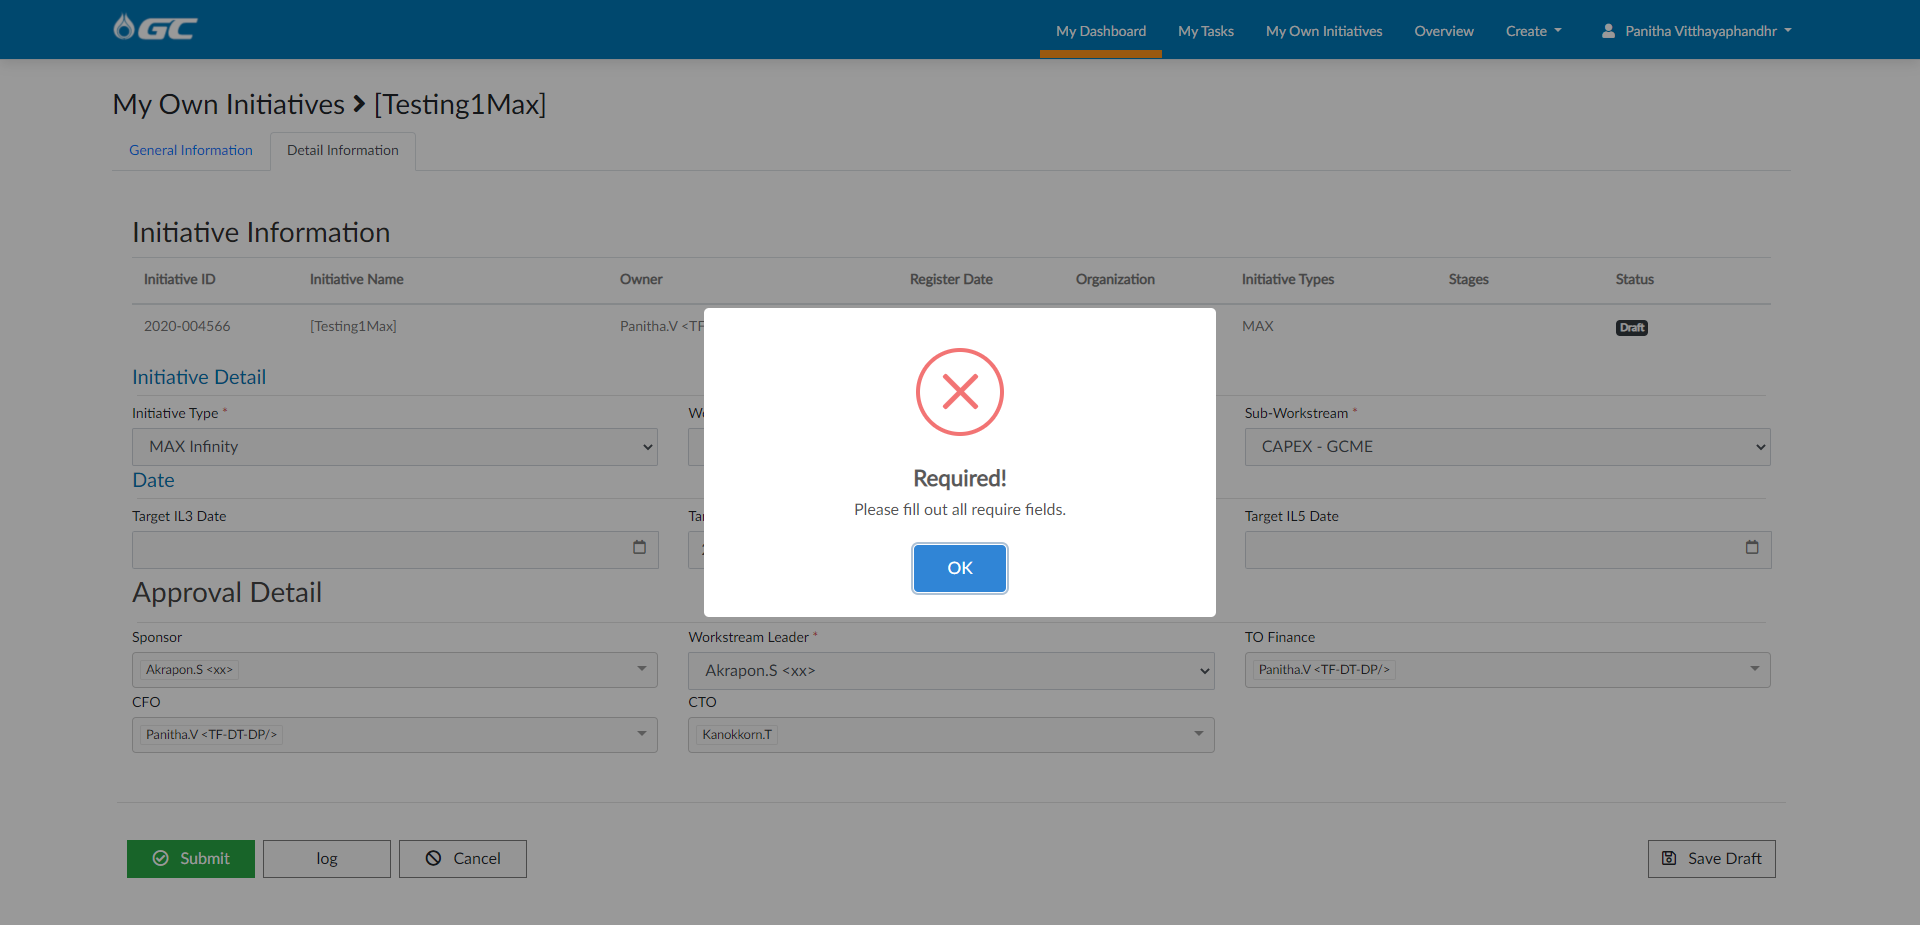 GC
My Dashboard My Tasks My Own Initiatives Overview Create Panitha Vitthayaphandhr
My Own Initiatives > [Testing1Max]
General Information Detail Information
Initiative Information
Initiative ID Initiative Name Owner Register Date Organization Initiative Types Stages Status
2020-004566 [Testing1Max] Panitha.V <TF MAX Draft
Initiative Detail
Initiative Type * Sub-Workstream *
MAX Infinity CAPEX - GCME
Date
Target IL3 Date Target IL5 Date
Required!
Please fill out all require fields.
OK
Approval Detail
Sponsor Workstream Leader * TO Finance
Akrapon.S <xx> Akrapon.S <xx> Panitha.V <TF-DT-DP/>
CFO CTO
Panitha.V <TF-DT-DP/> Kanokkorn.T
Submit log Cancel Save Draft